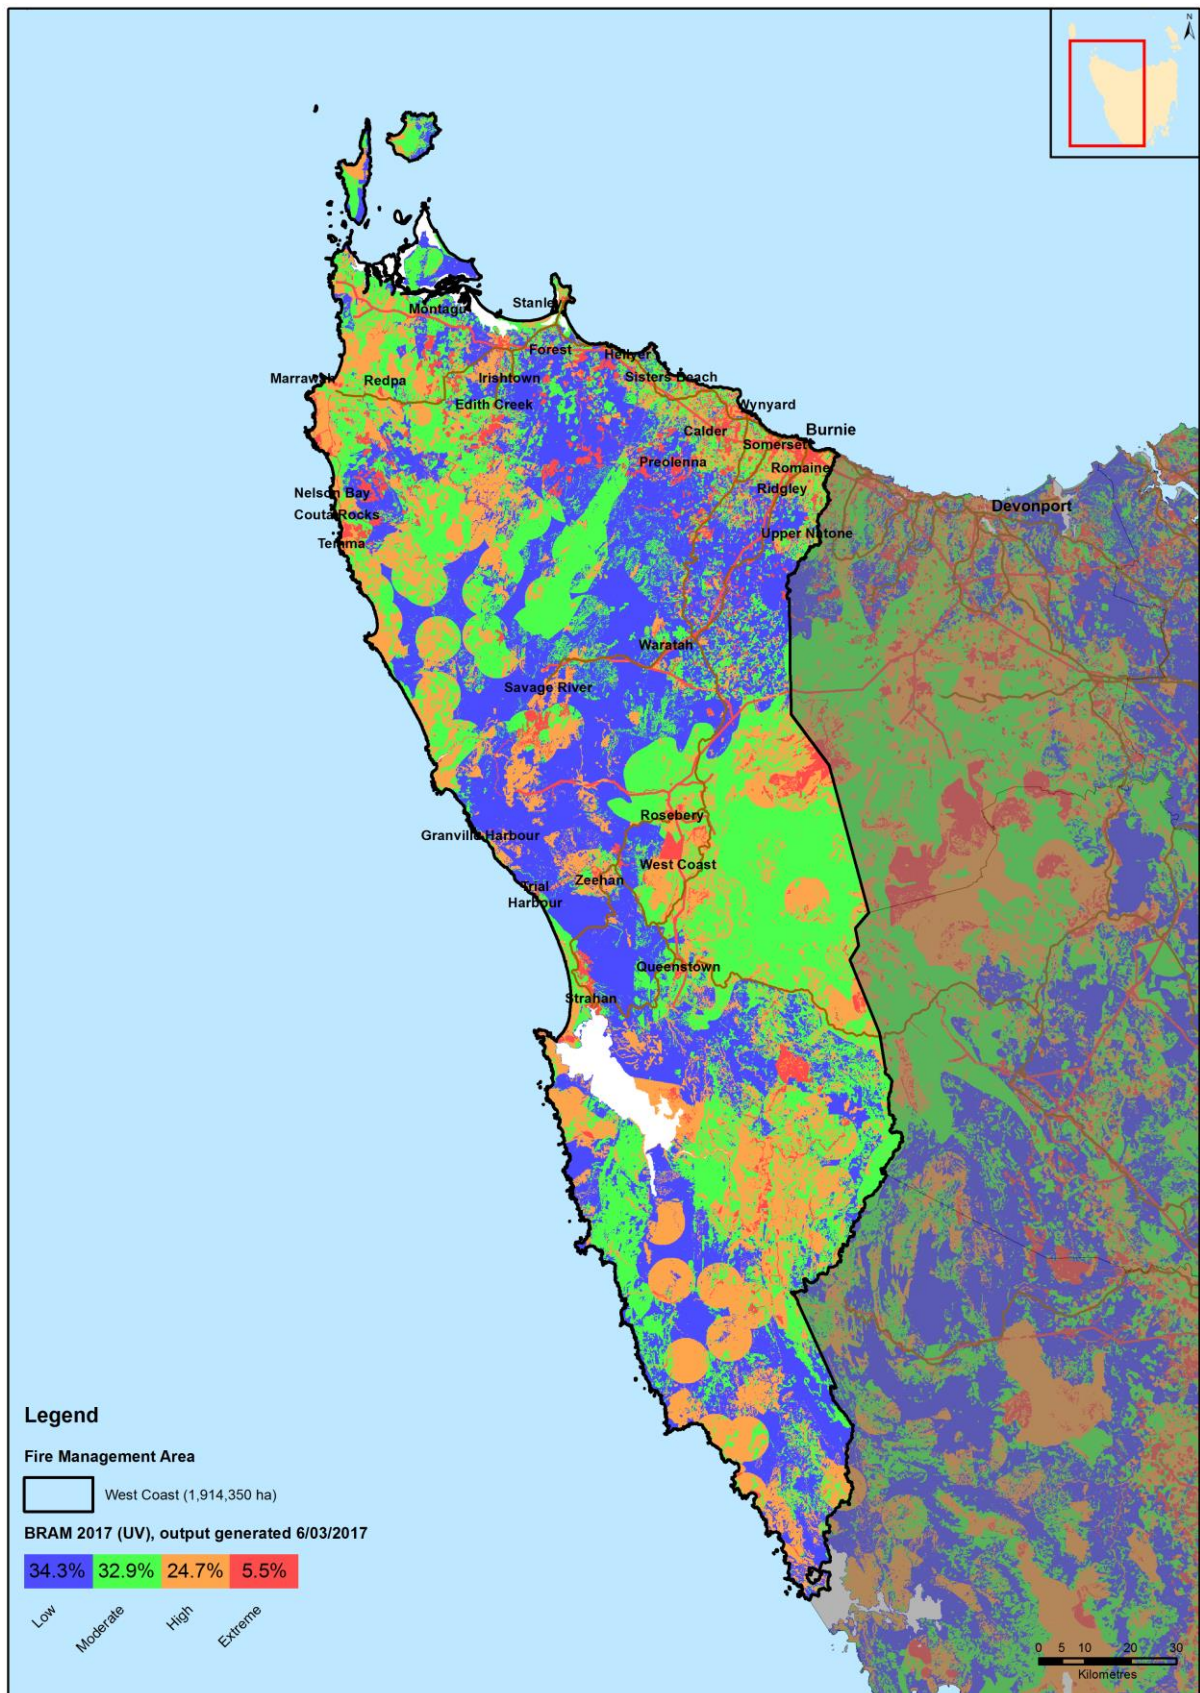 N
Montagu
Stanley
Forest
Hellyer
Marrawah
Redpa
Irishtown
Sisters Beach
Edith Creek
Wynyard
Calder
Burnie
Somerset
Preolenna
Romaine
Ridgley
Nelson Bay
Couta Rocks
Devonport
Temma
Upper Natone
Waratah
Savage River
Rosebery
Granville Harbour
West Coast
Zeehan
Trial
Harbour
Queenstown
Strahan
Legend
Fire Management Area
West Coast (1,914,350 ha)
BRAM 2017 (UV), output generated 6/03/2017
34.3% 32.9% 24.7% 5.5%
Low Moderate High Extreme
0 5 10 20 30
Kilometres